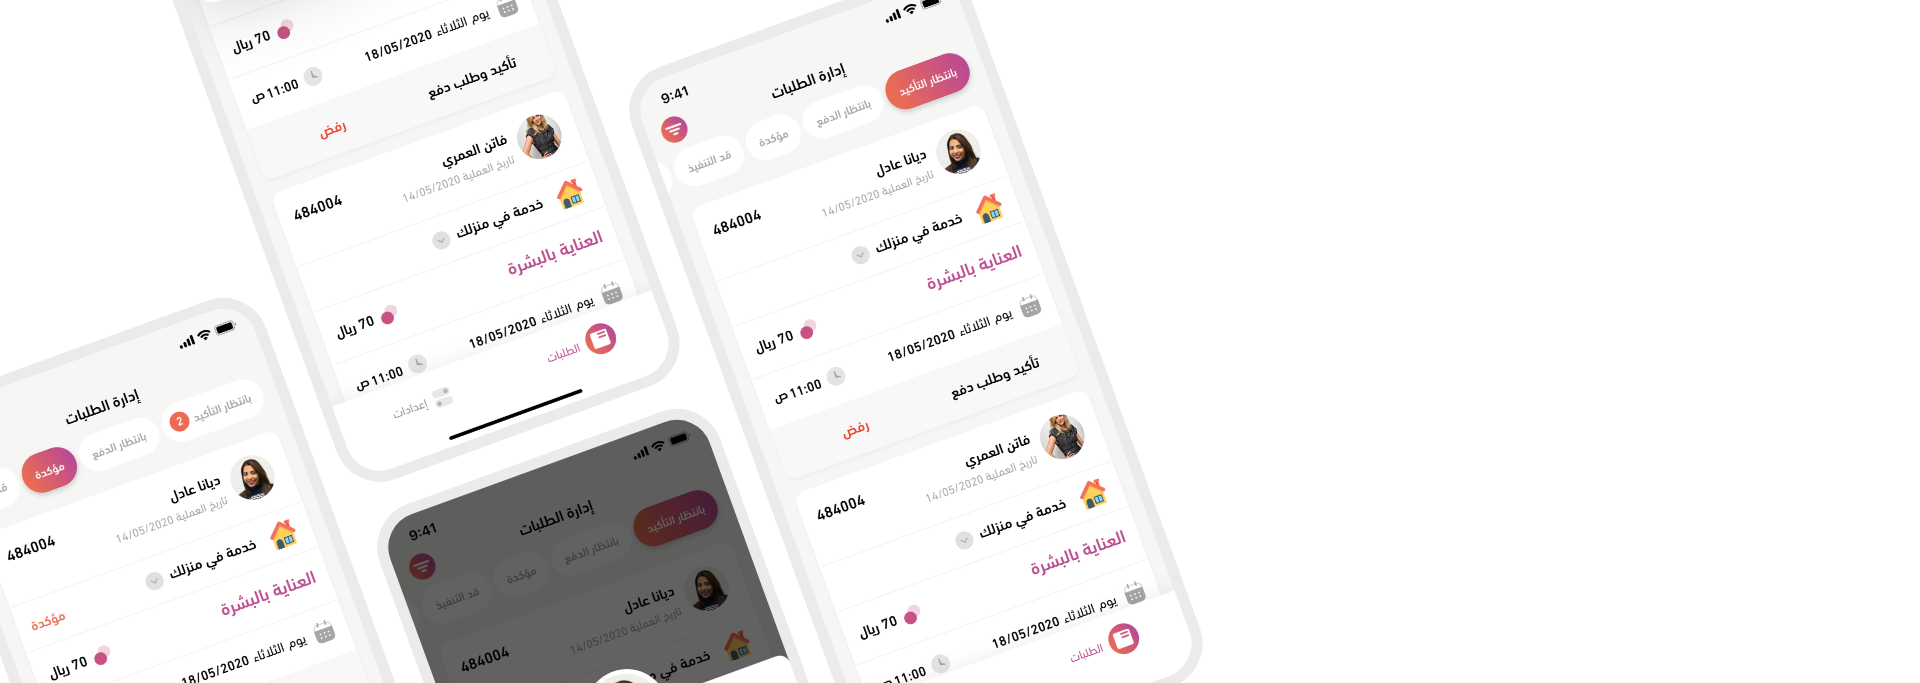 70 ريال
يوم الثلاثاء 18/05/2020
11:00 ص
تأكيد وطلب دفع
رفض
فاتن العمري
تاريخ العملية 14/05/2020
484004
خدمة في منزلك
العناية بالبشرة
70 ريال
يوم الثلاثاء 18/05/2020
11:00 ص
الطلبات
إعدادات
9:41
إدارة الطلبات
بانتظار التأكيد
بانتظار الدفع
مؤكدة
قد التنفيذ
ديانا عادل
تاريخ العملية 14/05/2020
484004
خدمة في منزلك
العناية بالبشرة
70 ريال
يوم الثلاثاء 18/05/2020
11:00 ص
تأكيد وطلب دفع
رفض
فاتن العمري
تاريخ العملية 14/05/2020
484004
خدمة في منزلك
العناية بالبشرة
70 ريال
يوم الثلاثاء 18/05/2020
11:00 ص
الطلبات
إدارة الطلبات
بانتظار التأكيد 2
بانتظار الدفع
مؤكدة
ديانا عادل
تاريخ العملية 14/05/2020
484004
خدمة في منزلك
مؤكدة
العناية بالبشرة
70 ريال
يوم الثلاثاء 18/05/2020
9:41
إدارة الطلبات
بانتظار التأكيد
بانتظار الدفع
مؤكدة
قد التنفيذ
ديانا عادل
تاريخ العملية 14/05/2020
484004
خدمة في